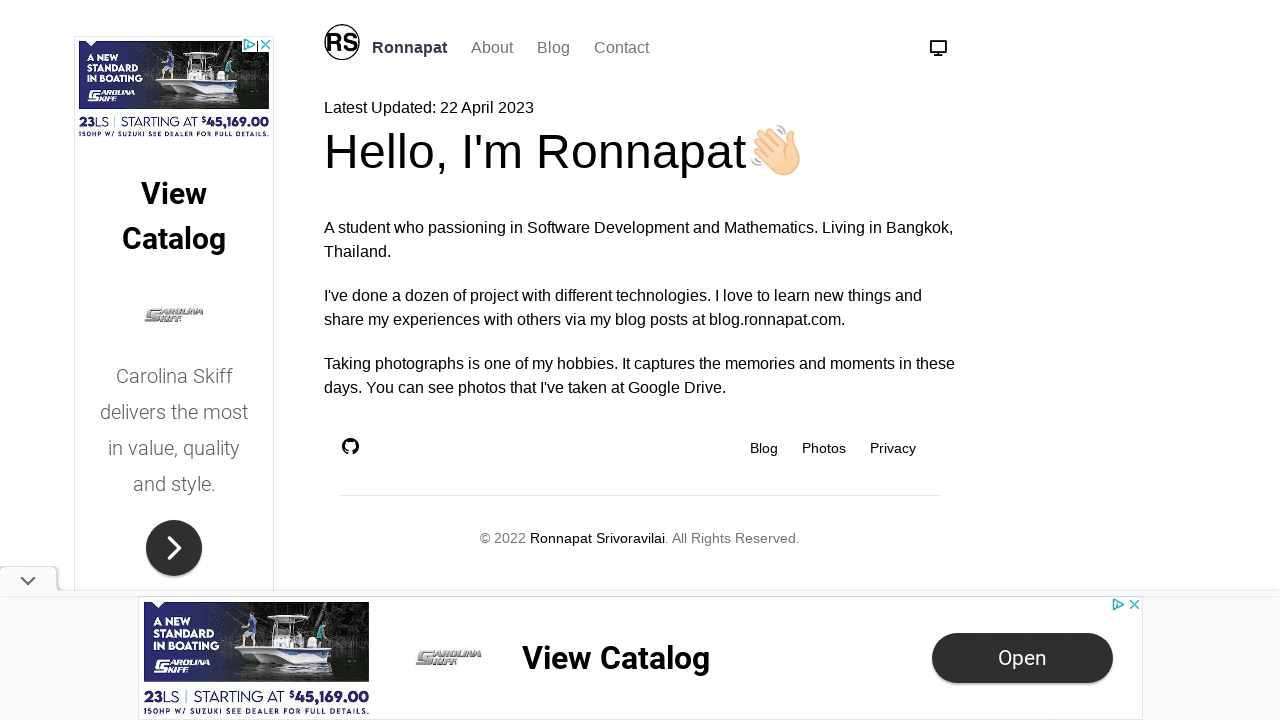 RS Ronnapat About Blog Contact
Latest Updated: 22 April 2023
Hello, I'm Ronnapat
A student who passioning in Software Development and Mathematics. Living in Bangkok,
Thailand.
I've done a dozen of project with different technologies. I love to learn new things and
share my experiences with others via my blog posts at blog.ronnapat.com.
Taking photographs is one of my hobbies. It captures the memories and moments in these
days. You can see photos that I've taken at Google Drive.
Blog Photos Privacy
© 2022 Ronnapat Srivoravilai. All Rights Reserved.
A NEW
STANDARD
IN BOATING
CAROLINA
SKIFF
23LS | STARTING AT $45,169.00
150HP W/ SUZUKI SEE DEALER FOR FULL DETAILS.
View
Catalog
CAROLINA
SKIFF
Carolina Skiff
delivers the most
in value, quality
and style.
A NEW
STANDARD
IN BOATING
CAROLINA
SKIFF
23LS | STARTING AT $45,169.00
150HP W/ SUZUKI SEE DEALER FOR FULL DETAILS.
CAROLINA
SKIFF
View Catalog
Open